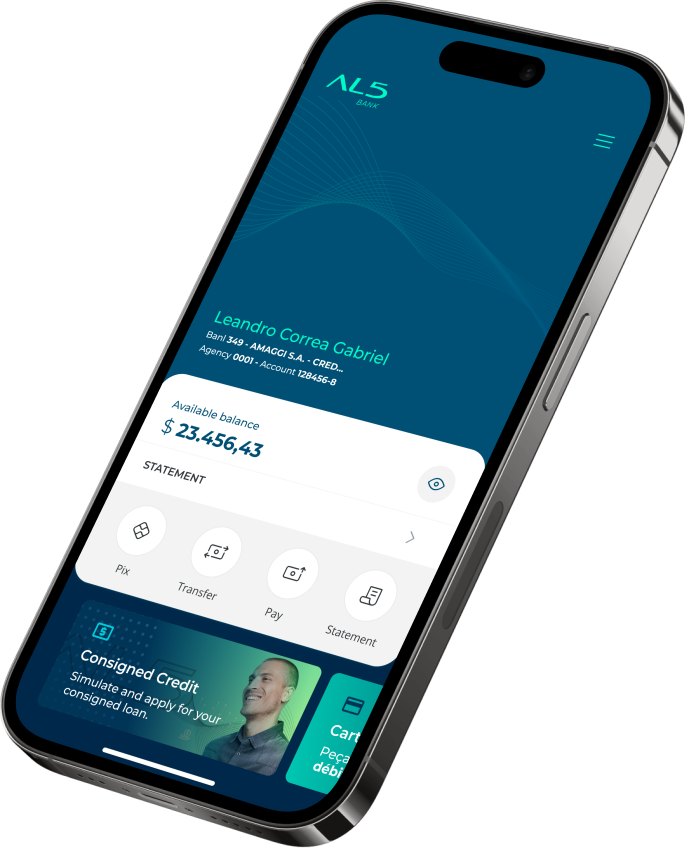 AL5
BANK
Leandro Correa Gabriel
Banl 349 - AMAGGI S.A. - CRED...
Agency 0001 - Account 128456-8
Available balance
$ 23.456,43
STATEMENT
Pix
Transfer
Pay
Statement
Consigned Credit
Simulate and apply for your
consigned loan.
Cart
Peça
débi